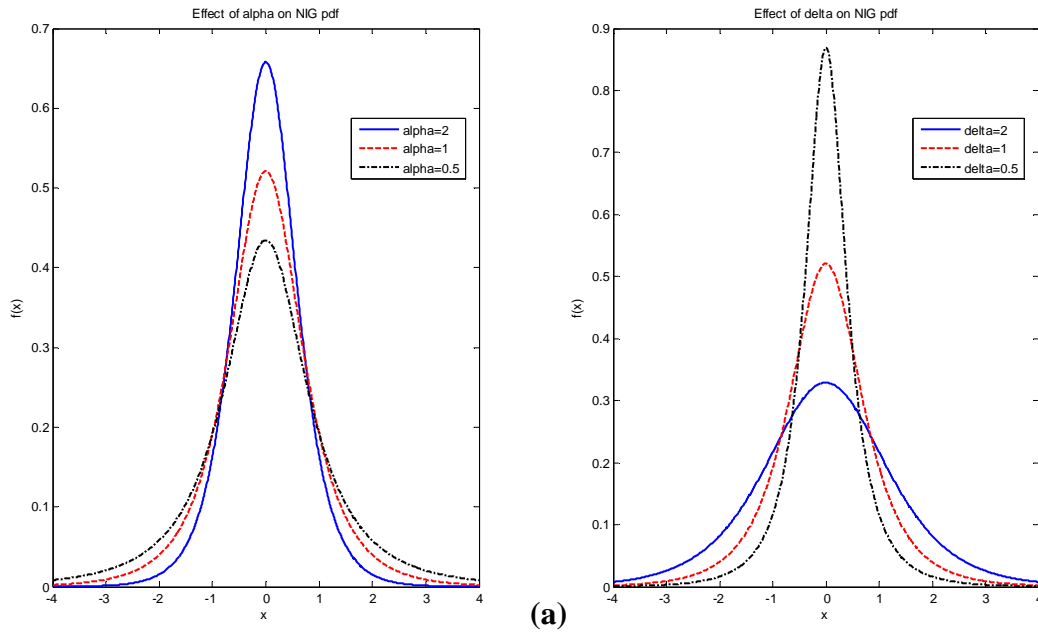 Effect of alpha on NIG pdf
0.7
0.6
0.5
0.4
0.3
0.2
0.1
0
f(x)
alpha=2
alpha=1
alpha=0.5
-4 -3 -2 -1 0 1 2 3 4
x
Effect of delta on NIG pdf
0.9
0.8
0.7
0.6
0.5
0.4
0.3
0.2
0.1
0
f(x)
delta=2
delta=1
delta=0.5
-4 -3 -2 -1 0 1 2 3 4
x
(a)